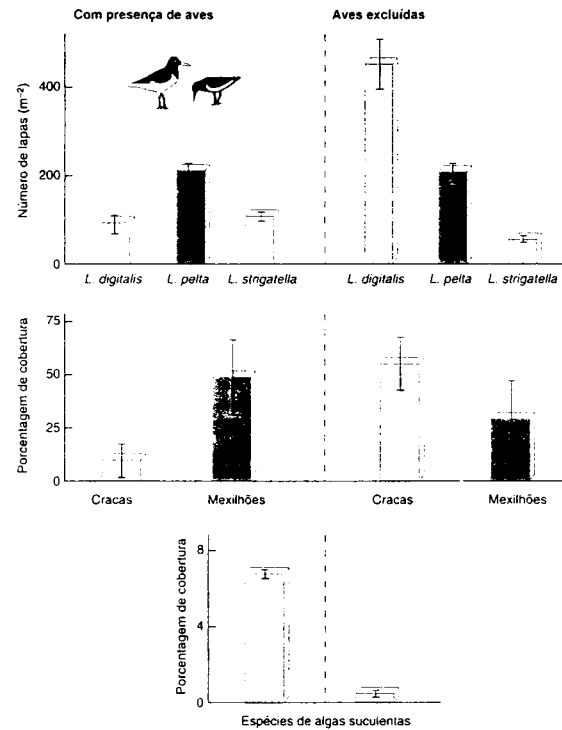 Com presença de aves
Aves excluídas
Número de lapas (m⁻²)
400
200
0
L. digitalis
L. pelta
L. strigatella
L. digitalis
L. pelta
L. strigatella
Porcentagem de cobertura
75
50
25
0
Cracas
Mexilhões
Cracas
Mexilhões
Porcentagem de cobertura
8
4
0
Espécies de algas suculentas